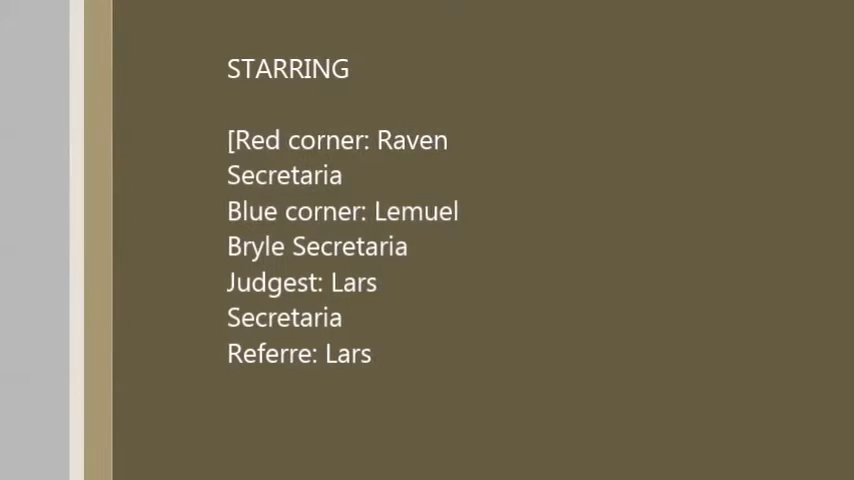 STARRING
[Red corner: Raven
Secretaria
Blue corner: Lemuel
Bryle Secretaria
Judgest: Lars
Secretaria
Referre: Lars